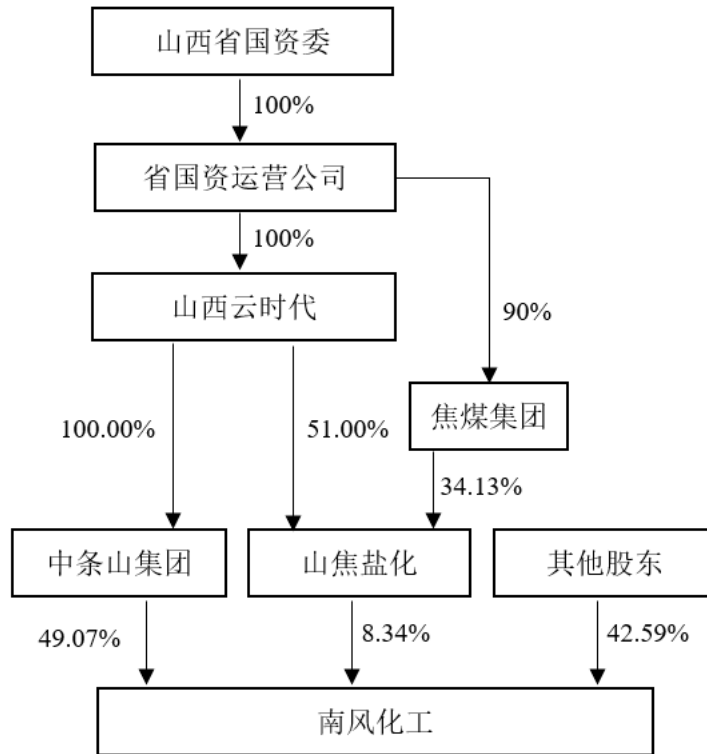 山西省国资委
100%
省国资运营公司
100%
山西云时代
90%
焦煤集团
100.00%
51.00%
34.13%
中条山集团
山焦盐化
其他股东
49.07%
8.34%
42.59%
南风化工